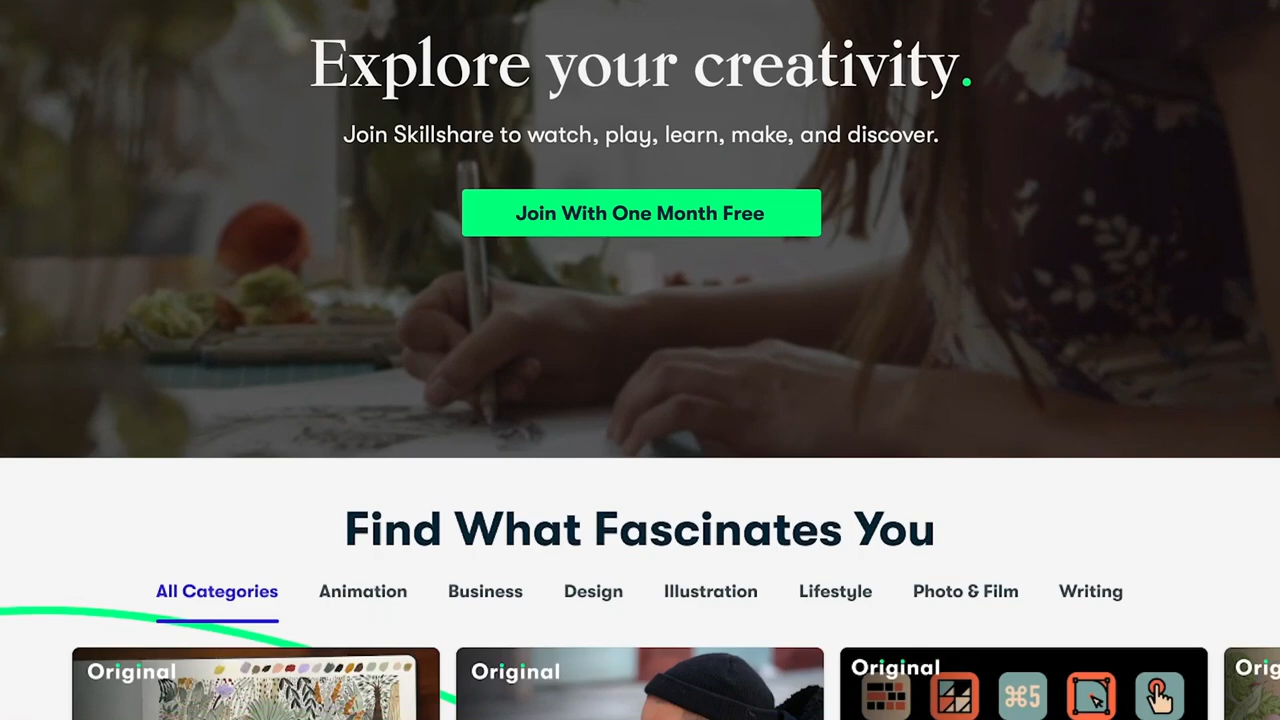 Explore your creativity.
Join Skillshare to watch, play, learn, make, and discover.
Join With One Month Free
Find What Fascinates You
All Categories Animation Business Design Illustration Lifestyle Photo & Film Writing
Original Original Original Orig
⌘5